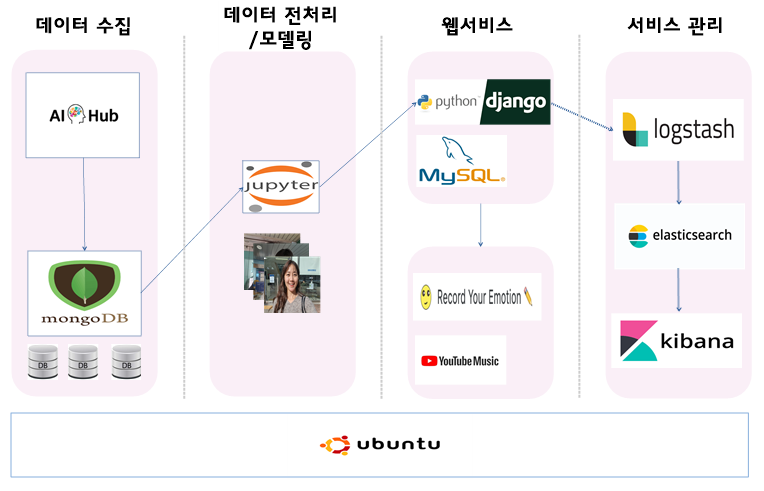 데이터 수집
데이터 전처리
/모델링
웹서비스
서비스 관리
AI Hub
mongoDB
DB DB DB
jupyter
python django
MySQL
Record Your Emotion
YouTube Music
logstash
elasticsearch
kibana
ubuntu